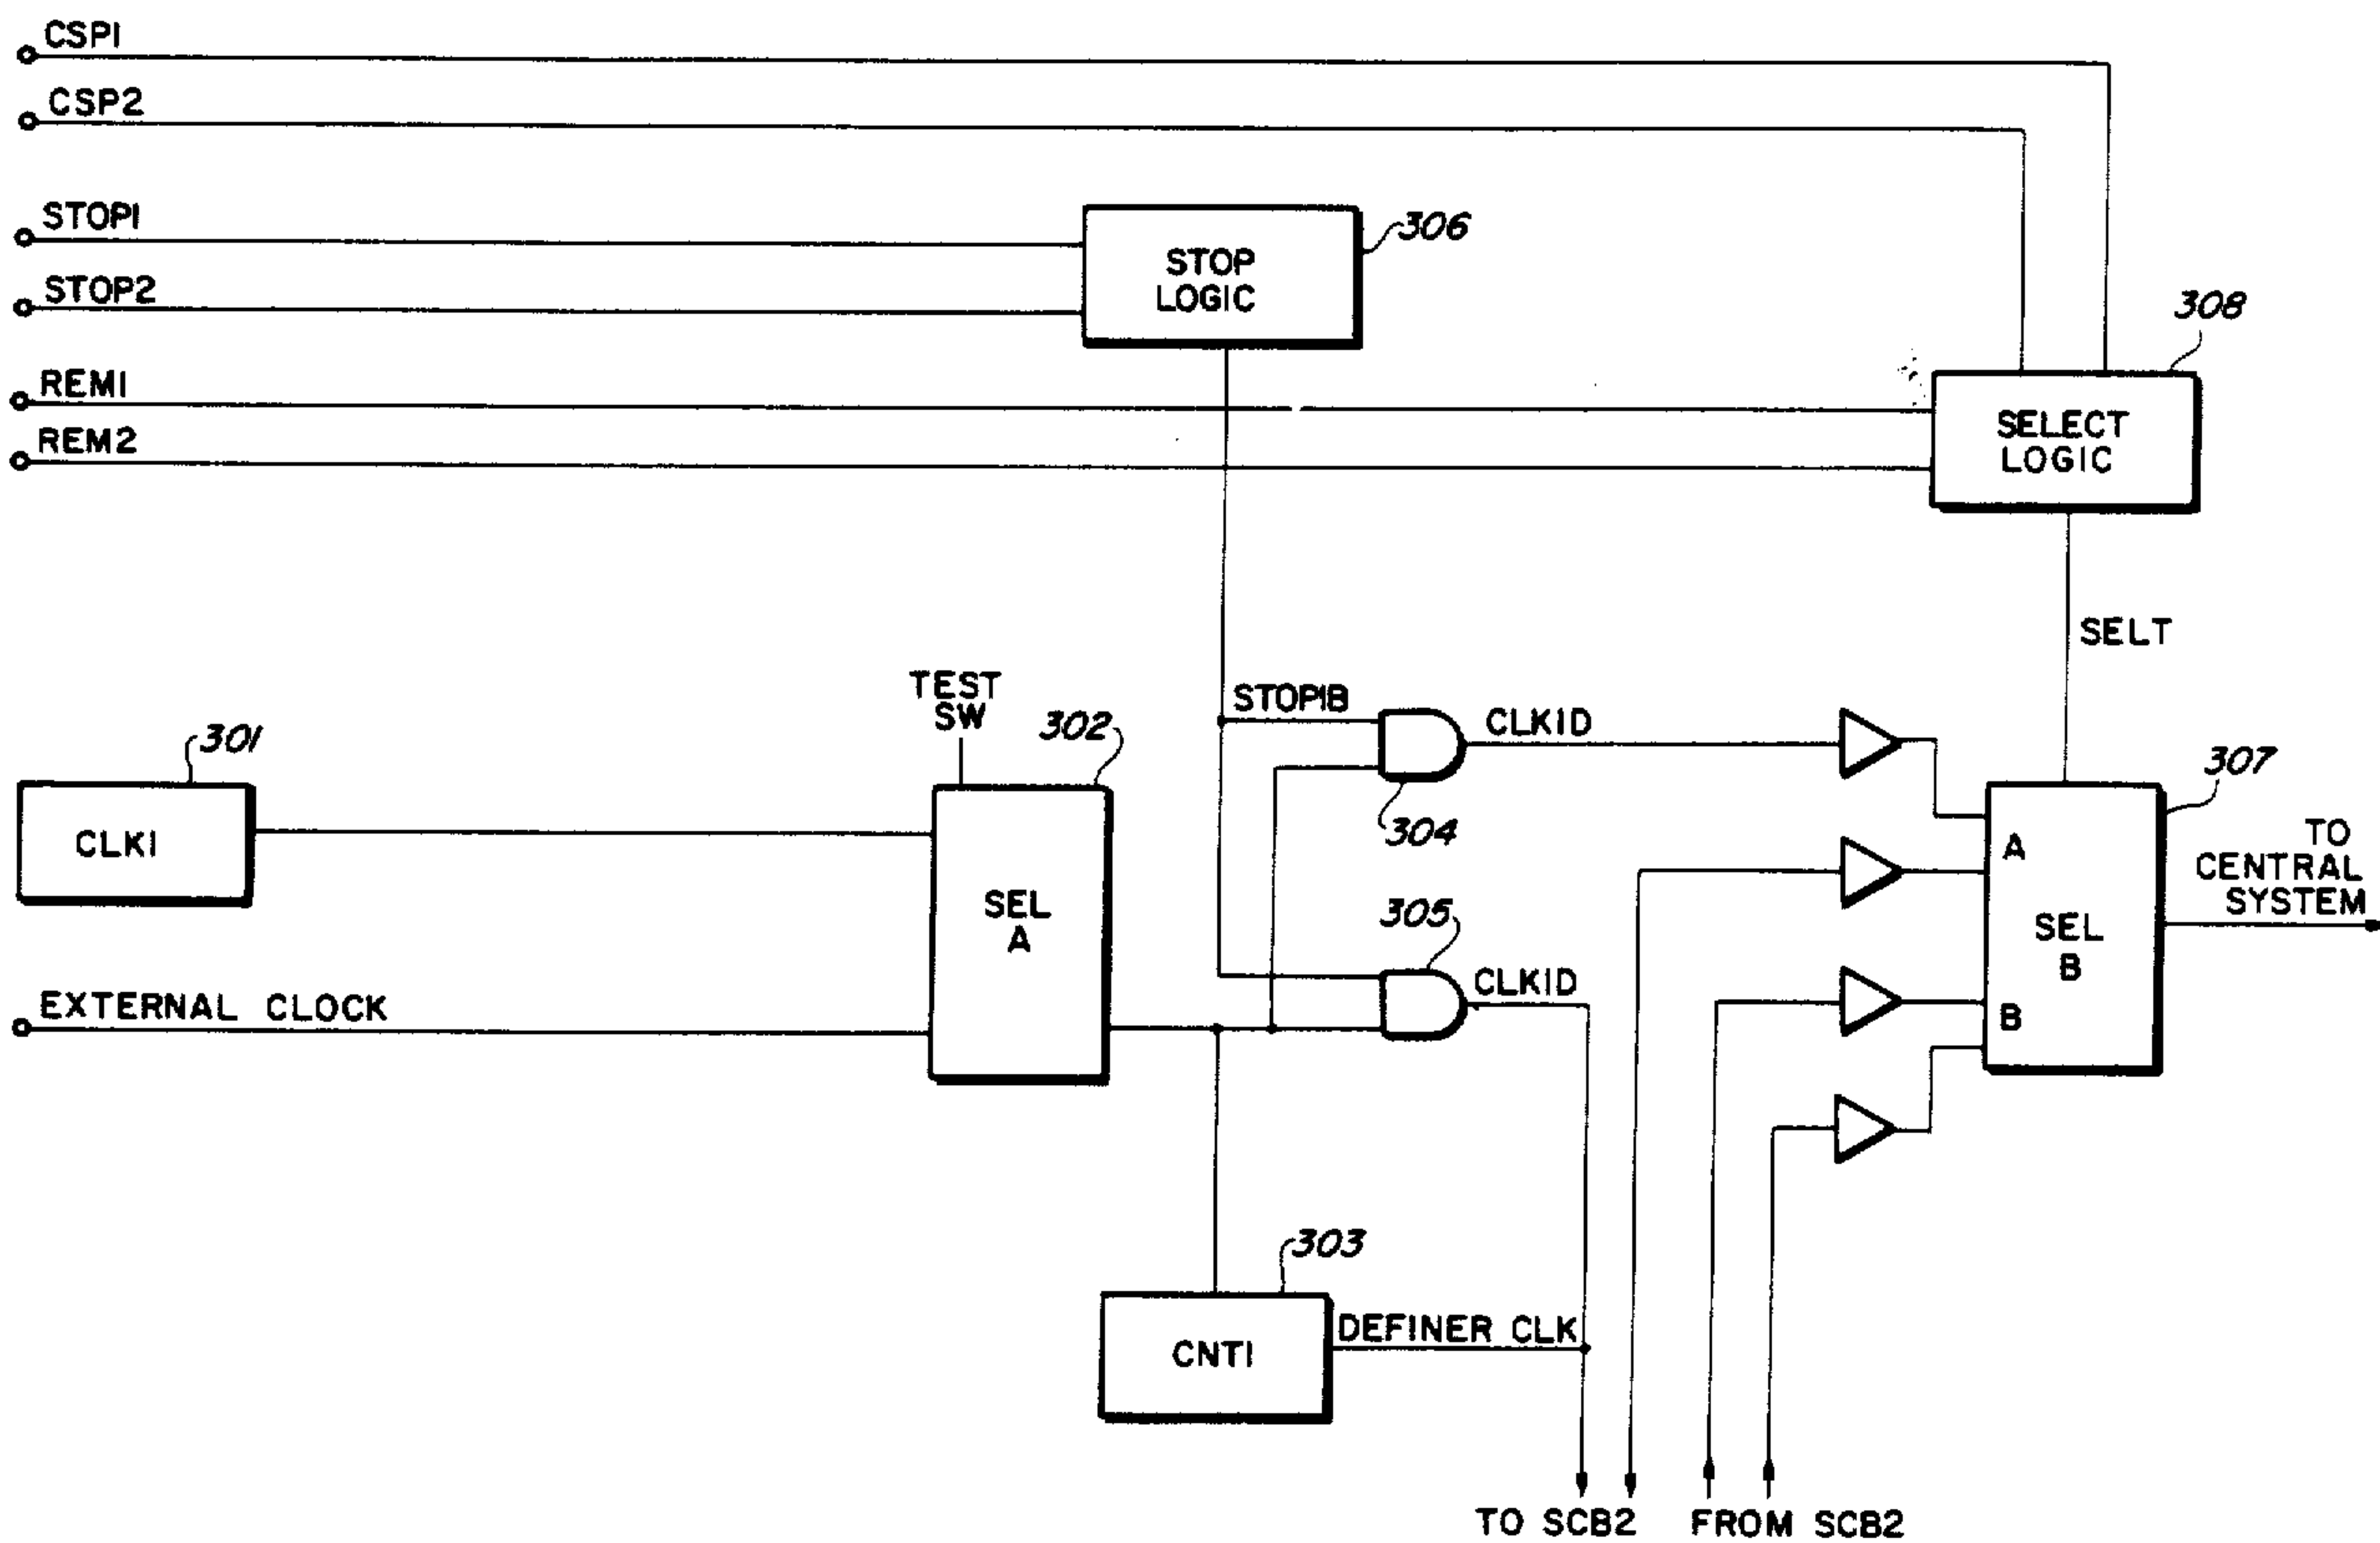 CSP1
CSP2
STOP1
STOP2
REM1
REM2
STOP
LOGIC
306
308
SELECT
LOGIC
SELT
TEST
SW
302
301
CLK1
SEL
A
EXTERNAL CLOCK
STOP1B
CLK1D
304
305
CLK1D
307
A
SEL
B
B
TO
CENTRAL
SYSTEM
303
CNT1
DEFINER CLK
TO SCB2
FROM SCB2